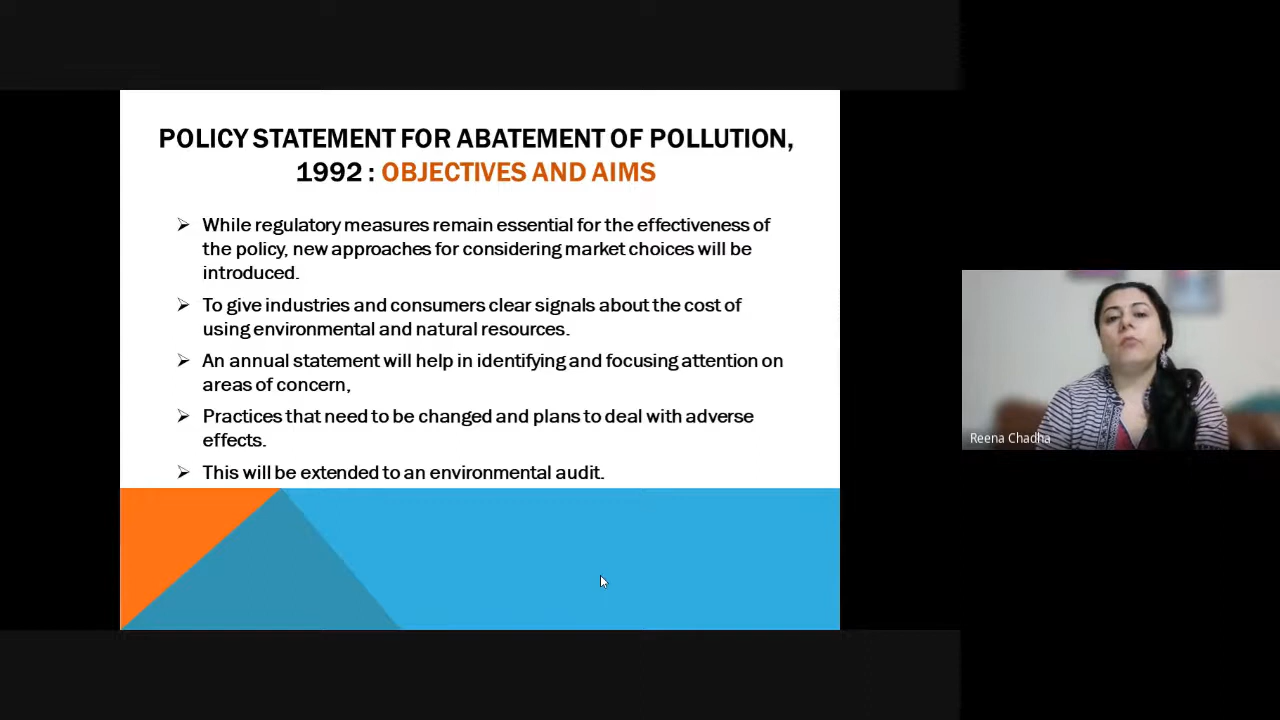 POLICY STATEMENT FOR ABATEMENT OF POLLUTION,
1992 : OBJECTIVES AND AIMS
➢ While regulatory measures remain essential for the effectiveness of
the policy, new approaches for considering market choices will be
introduced.
➢ To give industries and consumers clear signals about the cost of
using environmental and natural resources.
➢ An annual statement will help in identifying and focusing attention on
areas of concern,
➢ Practices that need to be changed and plans to deal with adverse
effects.
➢ This will be extended to an environmental audit.
Reena Chadha